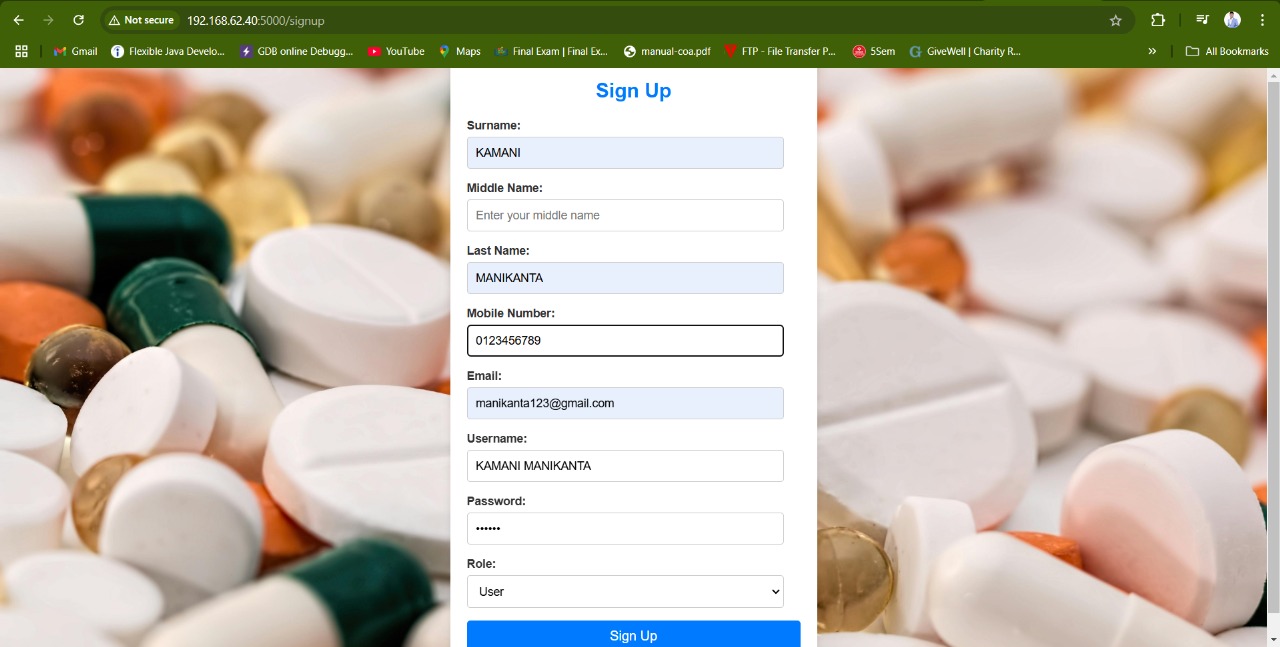 Not secure 192.168.62.40:5000/signup
Gmail Flexible Java Develo... GDB online Debugg... YouTube Maps Final Exam | Final Ex... manual-coa.pdf FTP - File Transfer P... 5Sem GiveWell | Charity R... » All Bookmarks
Sign Up
Surname:
KAMANI
Middle Name:
Enter your middle name
Last Name:
MANIKANTA
Mobile Number:
0123456789
Email:
manikanta123@gmail.com
Username:
KAMANI MANIKANTA
Password:
••••••
Role:
User
Sign Up